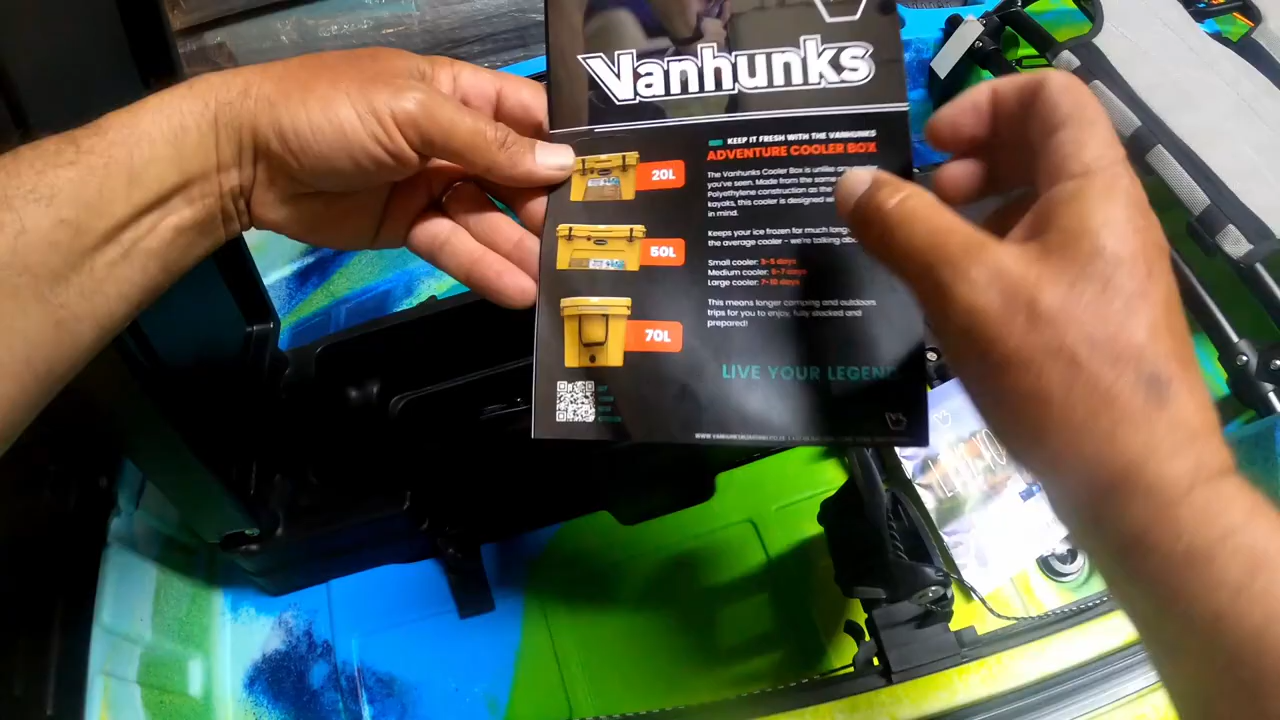 Vanhunks
KEEP IT FRESH WITH THE VANHUNKS
ADVENTURE COOLER BOX
20L
50L
70L
The Vanhunks Cooler Box is unlike
you've seen. Made from the same
Polyethylene construction as the
kayaks, this cooler is designed
in mind.
Keeps your ice frozen for much
the average cooler - we're talking
Small cooler: 3-5 days
Medium cooler: 5-7 days
Large cooler: 7-10 days
This means longer camping and outdoors
trips for you to enjoy, fully stocked and
prepared!
LIVE YOUR LEGEND